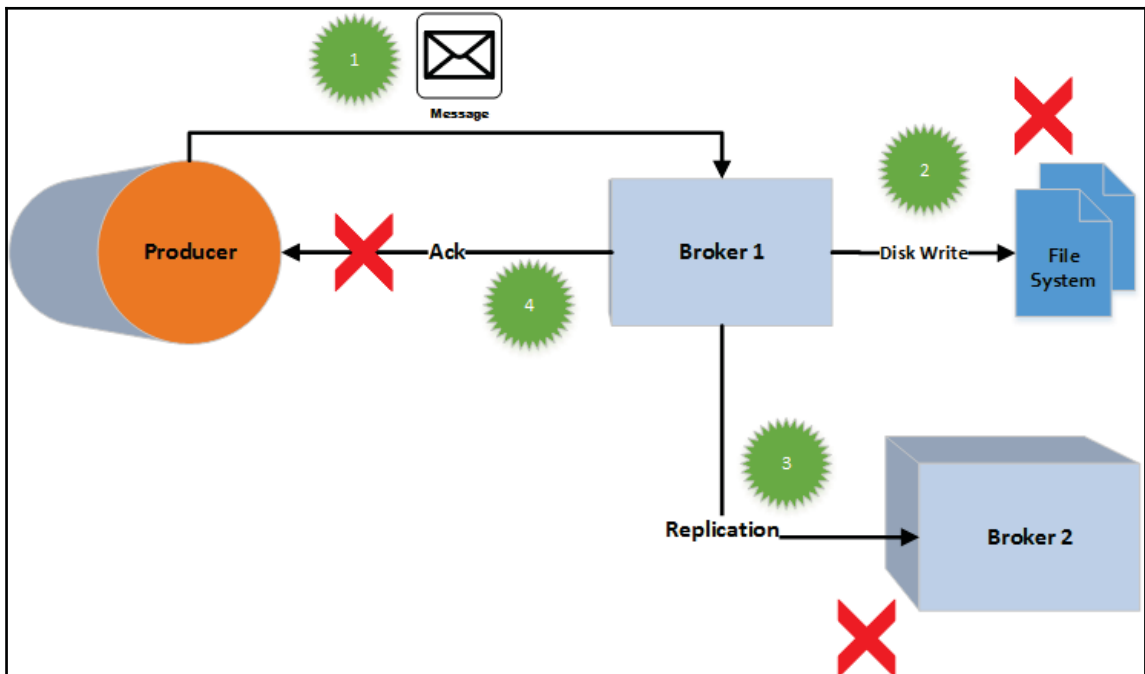 1
Message
2
Producer
Ack
Broker 1
Disk Write
File
System
4
3
Replication
Broker 2